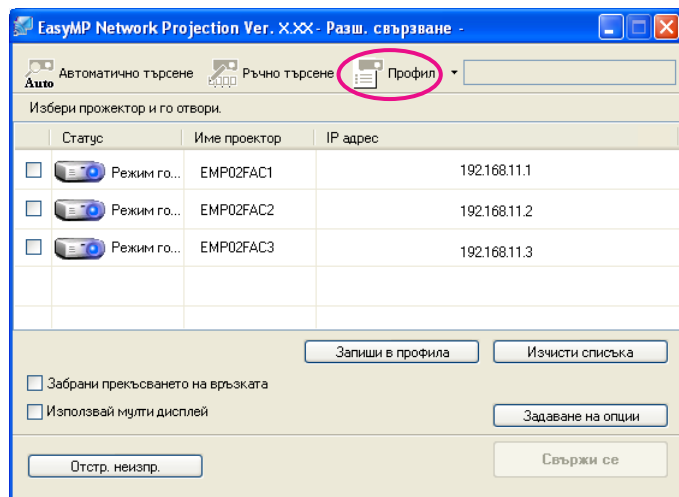 EasyMP Network Projection Ver. X.XX - Разш. свързване -
Auto Автоматично търсене Ръчно търсене Профил
Избери прожектор и го отвори.
Статус Име проектор IP адрес
Режим го... EMP02FAC1 192.168.11.1
Режим го... EMP02FAC2 192.168.11.2
Режим го... EMP02FAC3 192.168.11.3
Запиши в профила Изчисти списъка
Забрани прекъсването на връзката
Използвай мулти дисплей Задаване на опции
Отстр. неизпр. Свържи се